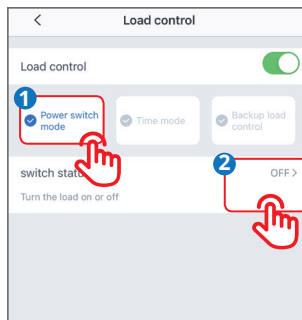 Load control
Load control
1
Power switch
mode
Time mode
Backup load
control
switch status
2
OFF >
Turn the load on or off